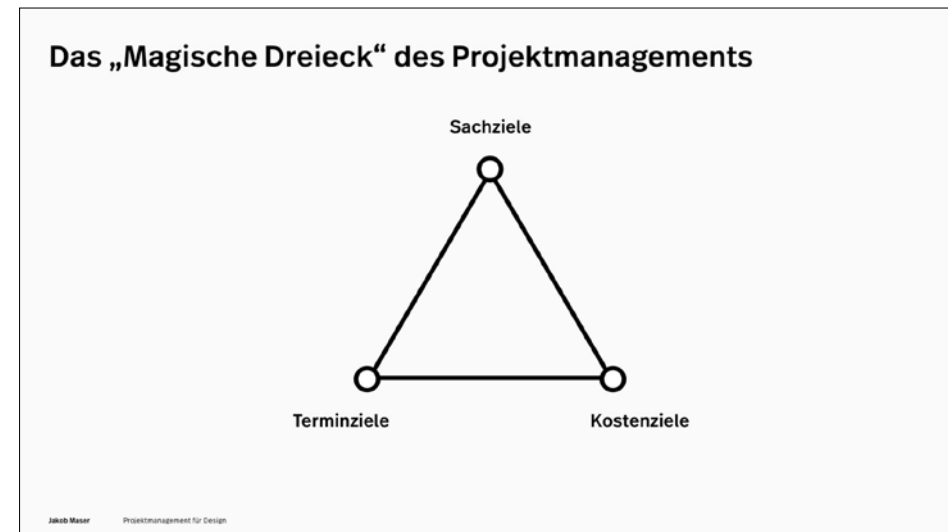 Das „Magische Dreieck“ des Projektmanagements
Sachziele
Terminziele
Kostenziele
Jakob Maser
Projektmanagement für Design